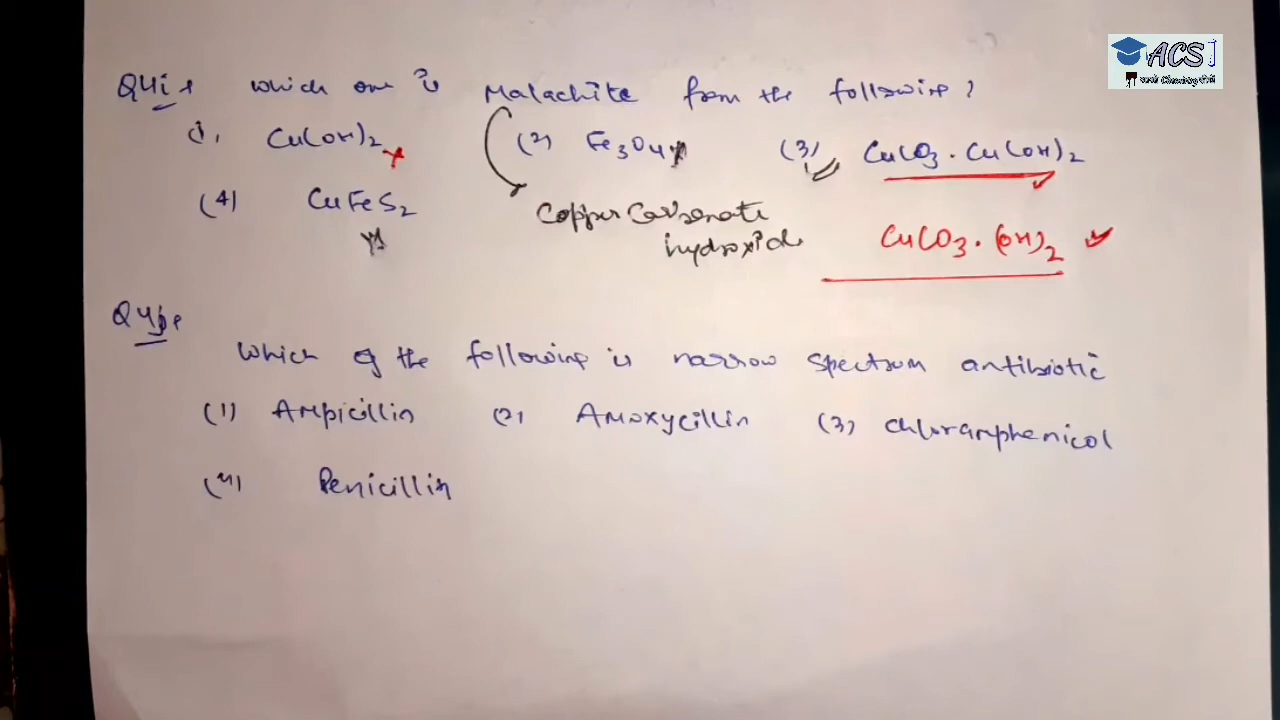 Q41: which one is Malachite from the following?
(1) Cu(OH)2 (2) Fe3O4 (3) CuCO3 . Cu(OH)2
(4) CuFeS2
Copper Carbonate
hydroxide
CuCO3 . (OH)2
Which of the following is narrow spectrum antibiotic
(1) Ampicillin (2) Amoxycillin (3) chloramphenicol
(4) Penicillin
ACS